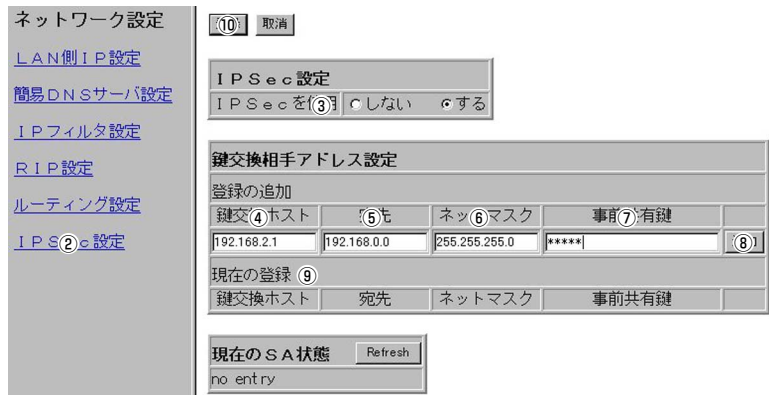 ネットワーク設定
LAN側IP設定
簡易DNSサーバ設定
IPフィルタ設定
RIP設定
ルーティング設定
IPS②c設定
⑩ 取消
IPSec設定
IPSecを③ しない する
鍵交換相手アドレス設定
登録の追加
鍵交④ホスト ⑤先 ネッ⑥マスク 事前⑦有鍵
192.168.2.1 192.168.0.0 255.255.255.0 ***** ⑧
現在の登録 ⑨
鍵交換ホスト 宛先 ネットマスク 事前共有鍵
現在のSA状態 Refresh
no entry